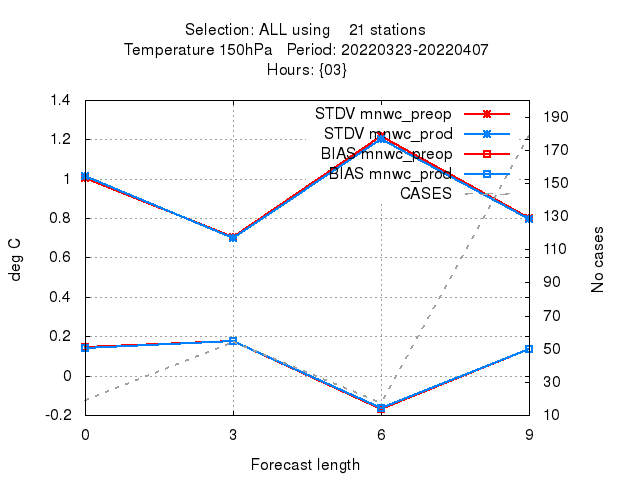 Selection: ALL using    21 stations
Temperature 150hPa   Period: 20220323-20220407
Hours: {03}
STDV mnwc_preop
STDV mnwc_prod
BIAS mnwc_preop
BIAS mnwc_prod
CASES
1.4
1.2
1
0.8
0.6
0.4
0.2
0
-0.2
deg C
190
170
150
130
110
90
70
50
30
10
No cases
0 3 6 9
Forecast length